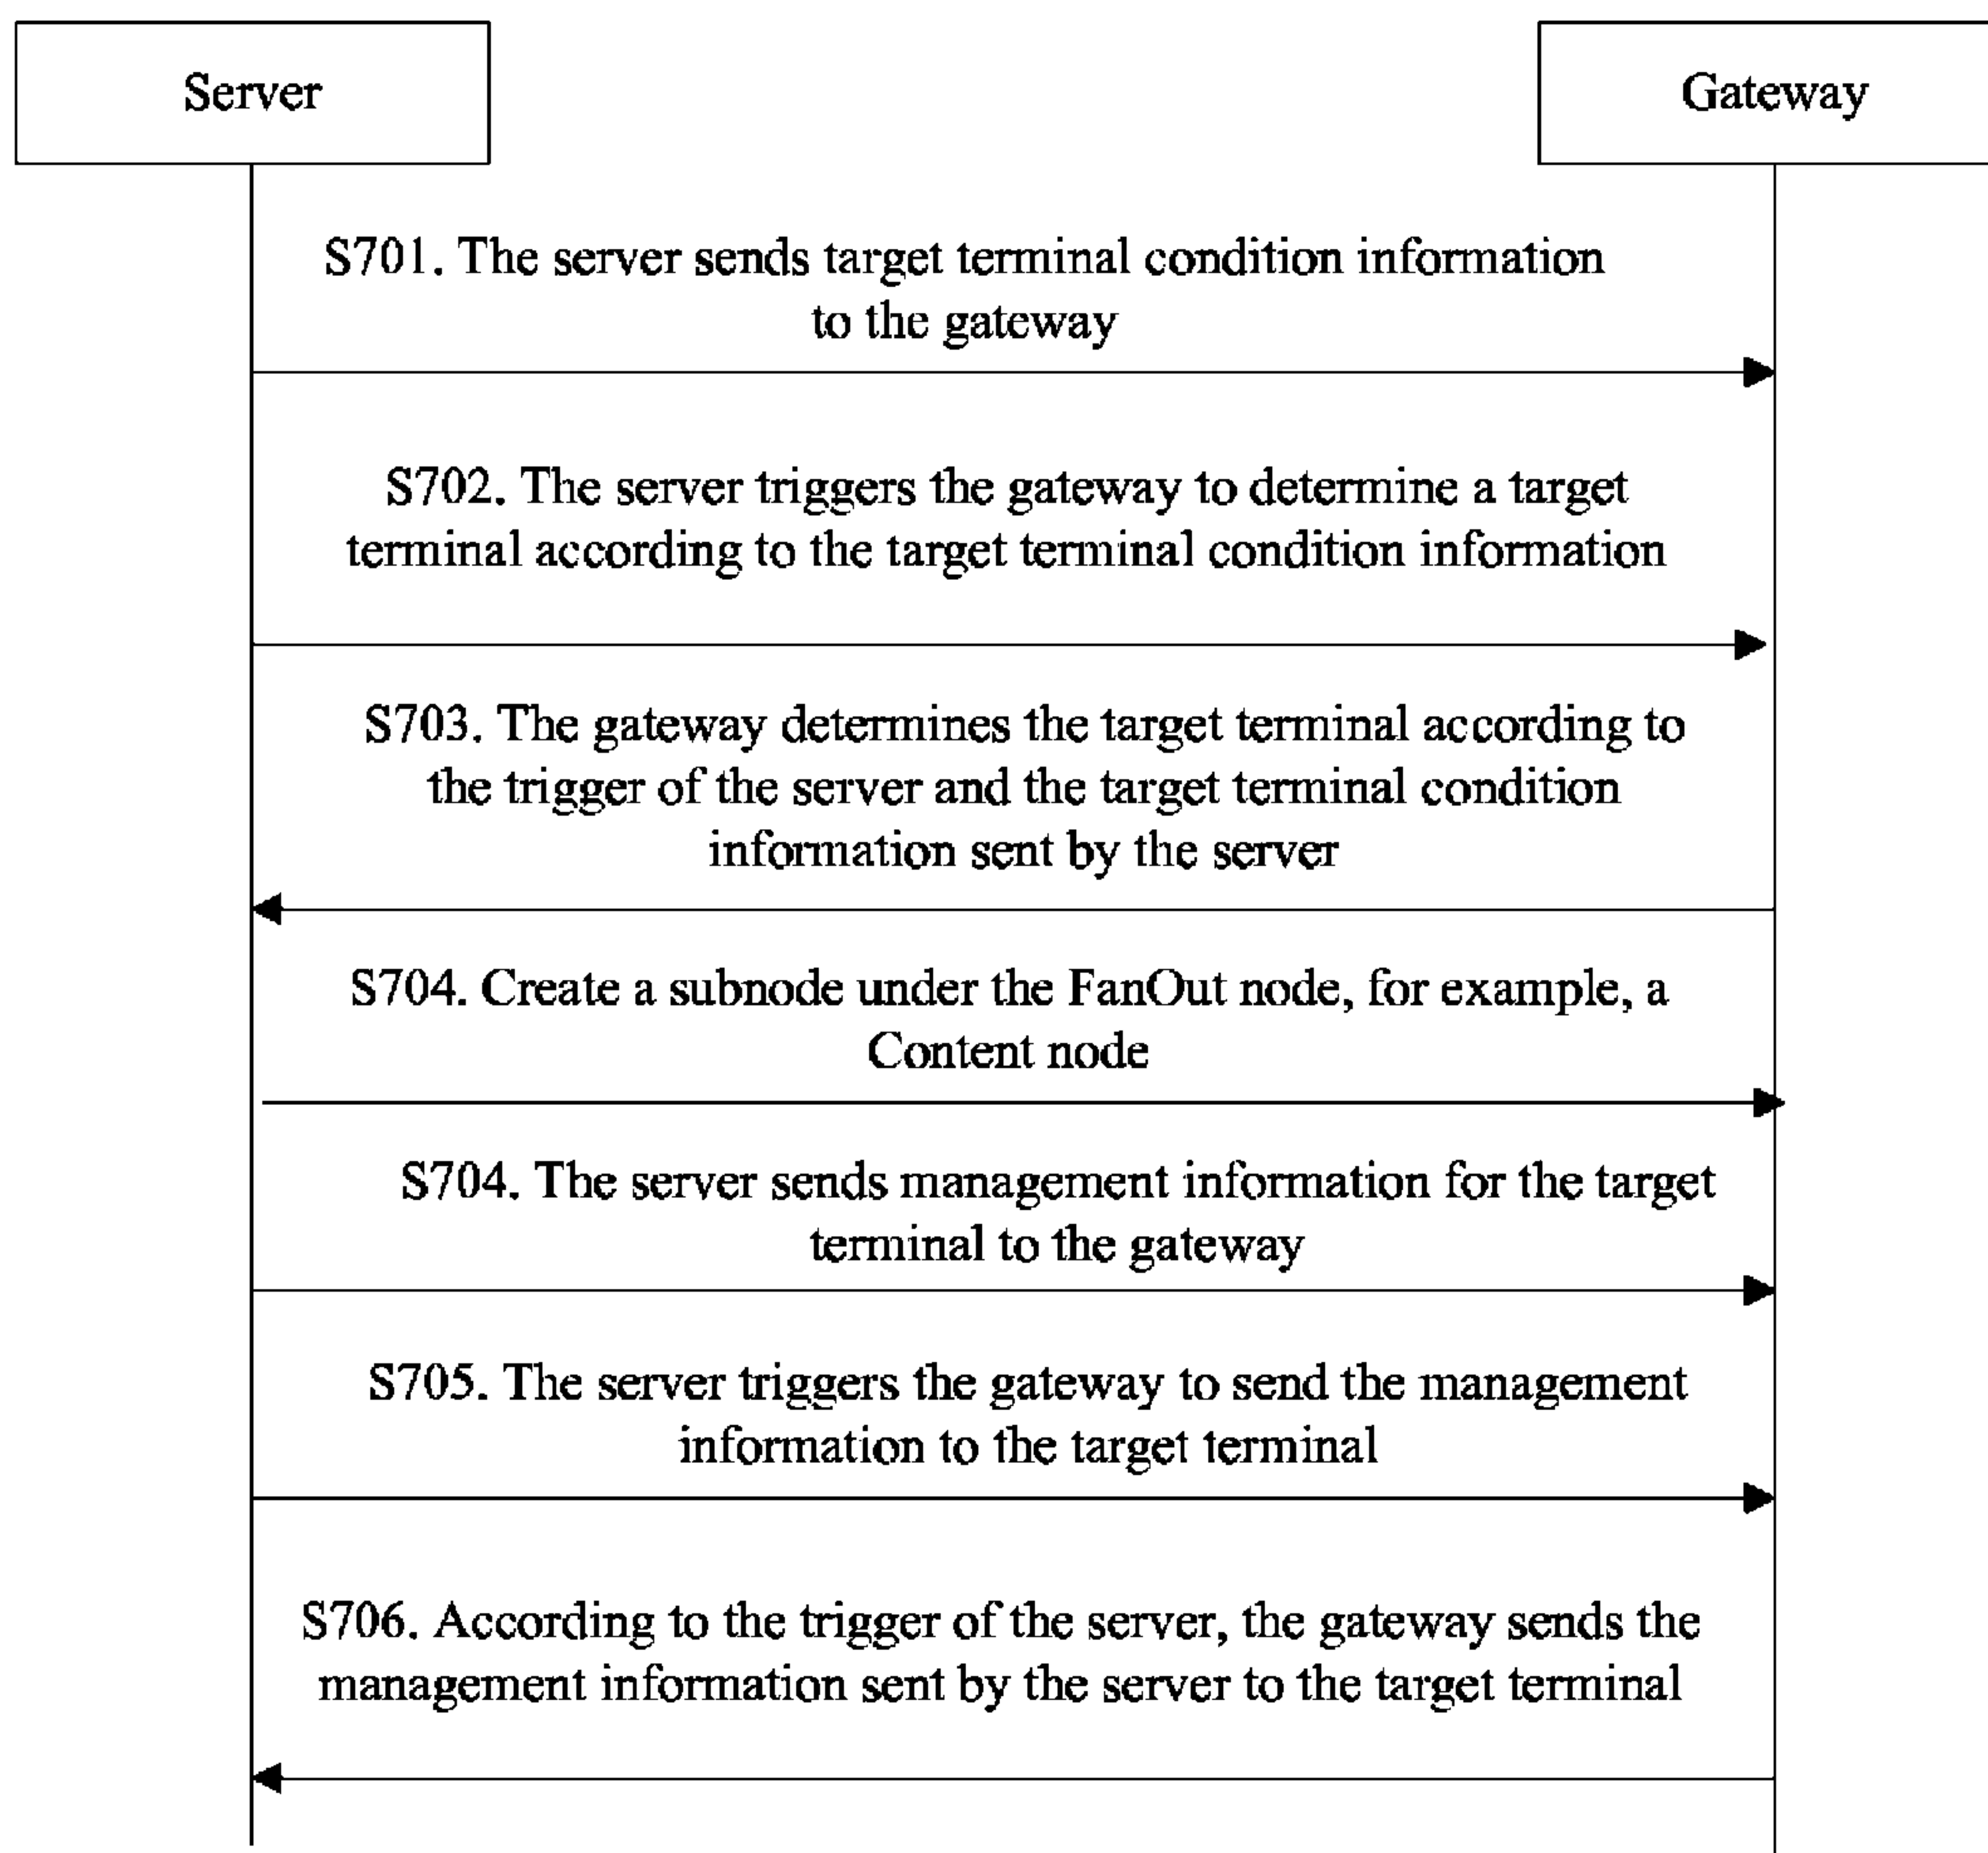 Server
Gateway
S701. The server sends target terminal condition information
to the gateway
S702. The server triggers the gateway to determine a target
terminal according to the target terminal condition information
S703. The gateway determines the target terminal according to
the trigger of the server and the target terminal condition
information sent by the server
S704. Create a subnode under the FanOut node, for example, a
Content node
S704. The server sends management information for the target
terminal to the gateway
S705. The server triggers the gateway to send the management
information to the target terminal
S706. According to the trigger of the server, the gateway sends the
management information sent by the server to the target terminal